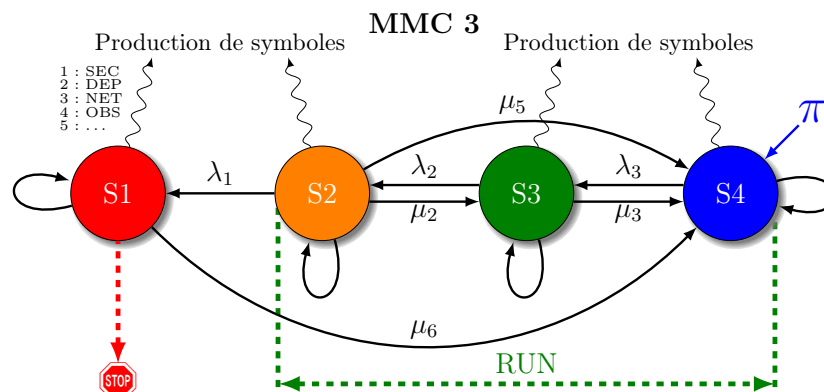 MMC 3
Production de symboles
Production de symboles
1 : SEC
2 : DEP
3 : NET
4 : OBS
5 : ...
π
μ5
λ1
λ2
λ3
S1
S2
S3
S4
μ2
μ3
μ6
RUN
STOP